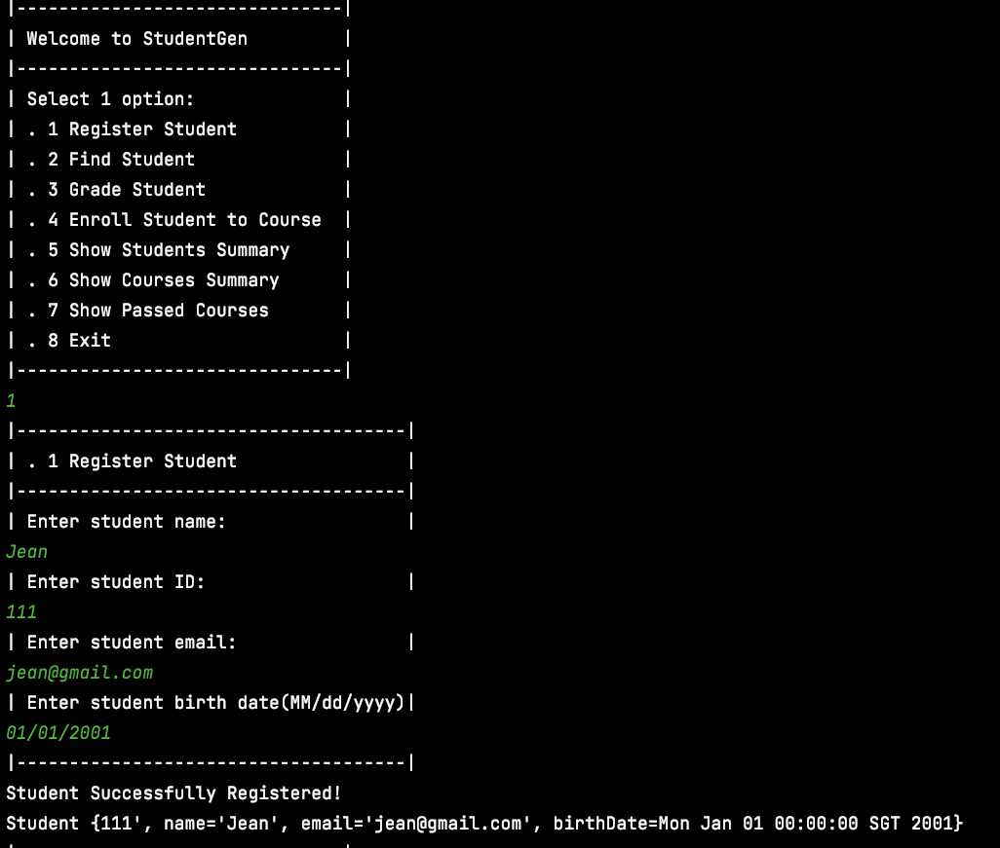 |-------------------------------|
| Welcome to StudentGen         |
|-------------------------------|
| Select 1 option:              |
| . 1 Register Student          |
| . 2 Find Student              |
| . 3 Grade Student             |
| . 4 Enroll Student to Course  |
| . 5 Show Students Summary     |
| . 6 Show Courses Summary      |
| . 7 Show Passed Courses       |
| . 8 Exit                      |
|-------------------------------|
1
|-------------------------------------|
| . 1 Register Student                |
|-------------------------------------|
| Enter student name:                 |
Jean
| Enter student ID:                   |
111
| Enter student email:                |
jean@gmail.com
| Enter student birth date(MM/dd/yyyy)|
01/01/2001
|-------------------------------------|
Student Successfully Registered!
Student {111', name='Jean', email='jean@gmail.com', birthDate=Mon Jan 01 00:00:00 SGT 2001}